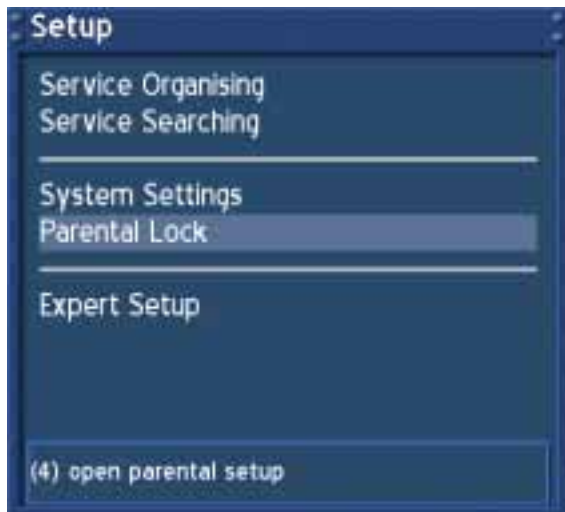 Setup
Service Organising
Service Searching
System Settings
Parental Lock
Expert Setup
(4) open parental setup